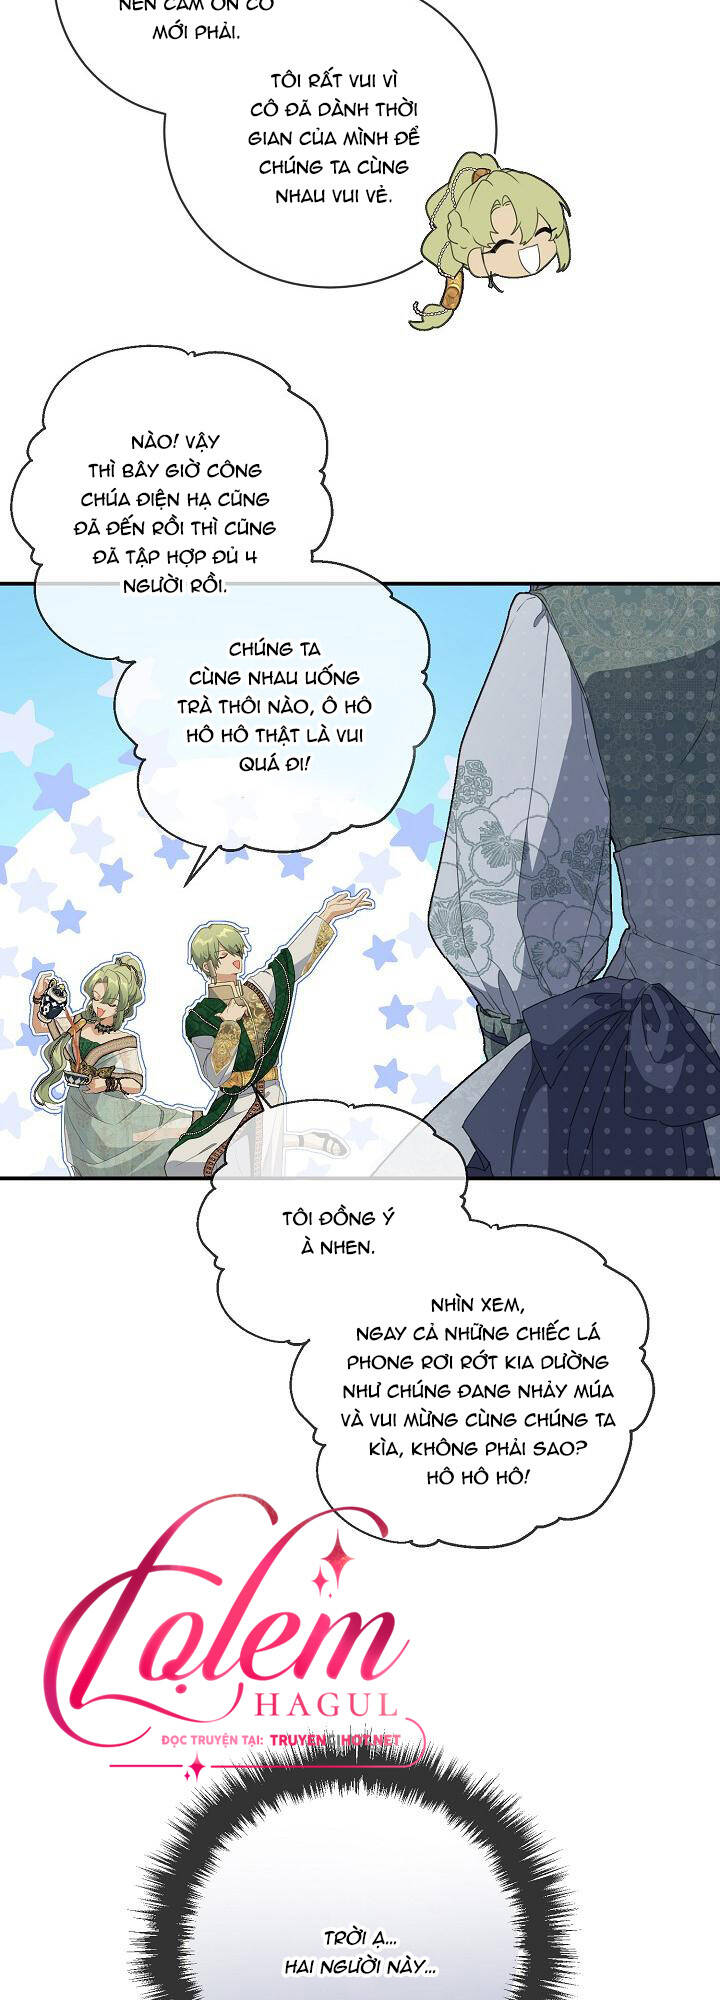 NÊN CẢM ƠN CÔ
MỚI PHẢI.
TÔI RẤT VUI VÌ
CÔ ĐÃ DÀNH THỜI
GIAN CỦA MÌNH ĐỂ
CHÚNG TA CÙNG
NHAU VUI VẺ.
NÀO! VẬY
THÌ BÂY GIỜ CÔNG
CHÚA ĐIỆN HẠ CŨNG
ĐÃ ĐẾN RỒI THÌ CŨNG
ĐÃ TẬP HỢP ĐỦ 4
NGƯỜI RỒI.
CHÚNG TA
CÙNG NHAU UỐNG
TRÀ THÔI NÀO, Ô HÔ
HÔ HÔ THẬT LÀ VUI
QUÁ ĐI!
TÔI ĐỒNG Ý
À NHEN.
NHÌN XEM,
NGAY CẢ NHỮNG CHIẾC LÁ
PHONG RƠI RỚT KIA DƯỜNG
NHƯ CHÚNG ĐANG NHẢY MÚA
VÀ VUI MỪNG CÙNG CHÚNG TA
KÌA, KHÔNG PHẢI SAO?
HÔ HÔ HÔ!
Lọlem
HAGUL
ĐỌC TRUYỆN TẠI: TRUYEN HOT.NET
TRỜI Ạ...
HAI NGƯỜI NÀY...